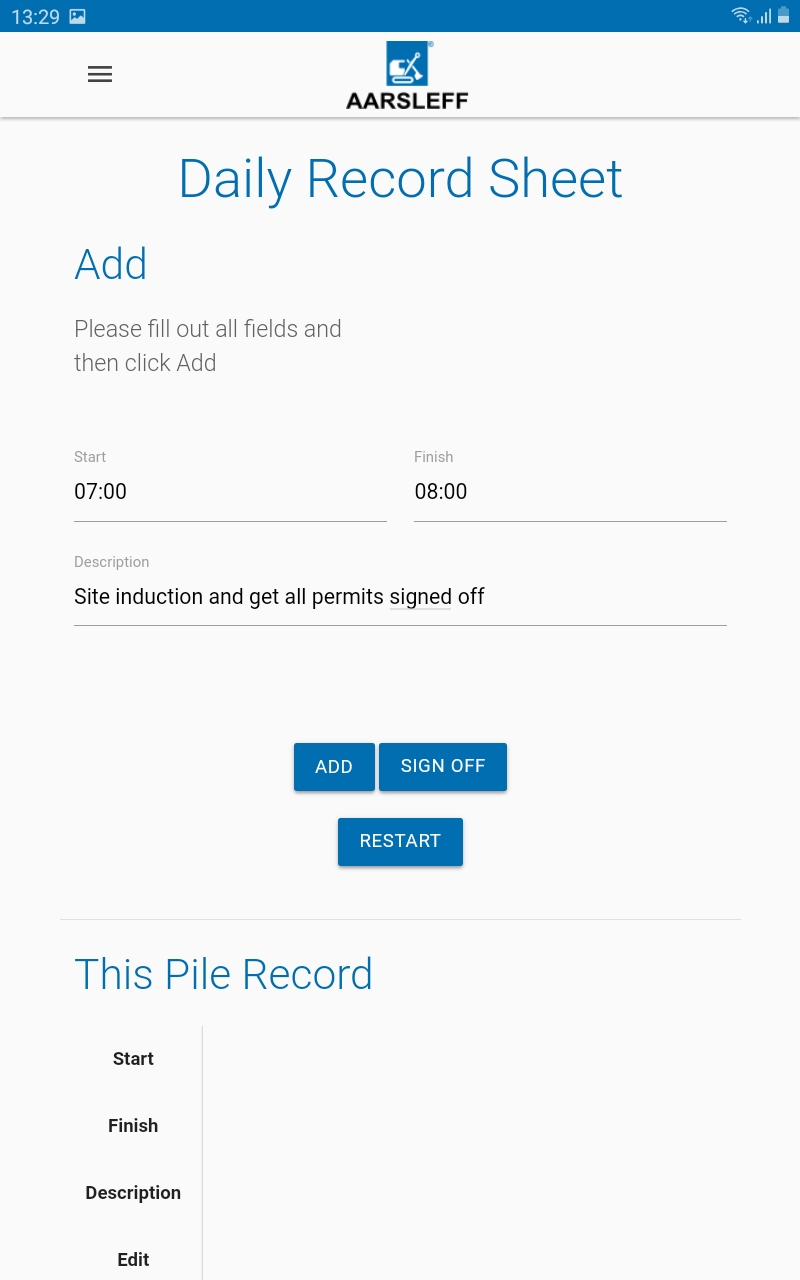 13:29
AARSLEFF
Daily Record Sheet
Add
Please fill out all fields and
then click Add
Start Finish
07:00 08:00
Description
Site induction and get all permits signed off
ADD SIGN OFF
RESTART
This Pile Record
Start
Finish
Description
Edit